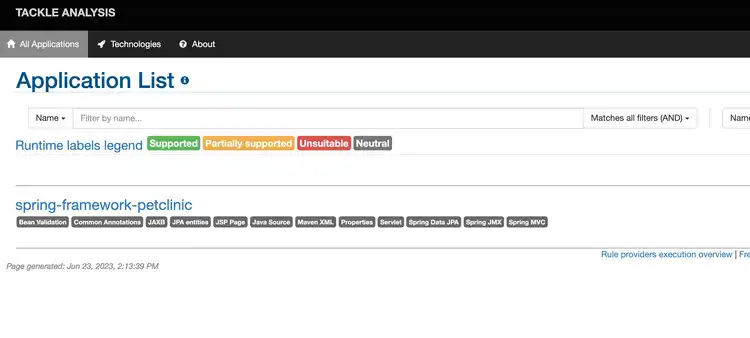 TACKLE ANALYSIS
All Applications Technologies About
Application List
Name Filter by name... Matches all filters (AND) Name
Runtime labels legend Supported Partially supported Unsuitable Neutral
spring-framework-petclinic
Bean Validation Common Annotations JAXB JPA entities JSP Page Java Source Maven XML Properties Servlet Spring Data JPA Spring JMX Spring MVC
Rule providers execution overview | Fre
Page generated: Jun 23, 2023, 2:13:39 PM